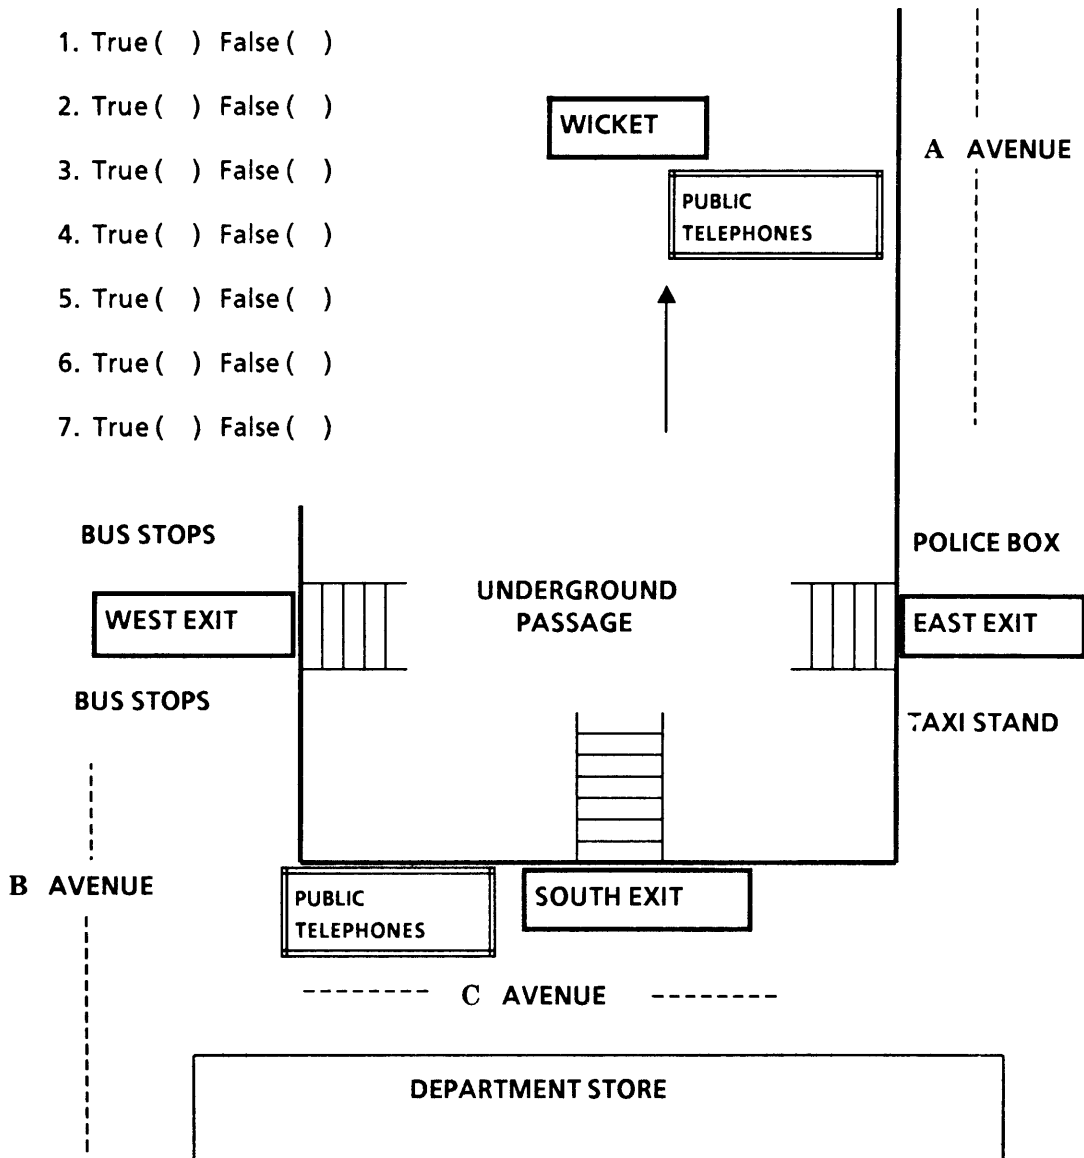 1. True ( ) False ( )
2. True ( ) False ( )
3. True ( ) False ( )
4. True ( ) False ( )
5. True ( ) False ( )
6. True ( ) False ( )
7. True ( ) False ( )
WICKET
A AVENUE
PUBLIC
TELEPHONES
BUS STOPS
POLICE BOX
WEST EXIT
UNDERGROUND
PASSAGE
EAST EXIT
BUS STOPS
TAXI STAND
B AVENUE
PUBLIC
TELEPHONES
SOUTH EXIT
C AVENUE
DEPARTMENT STORE